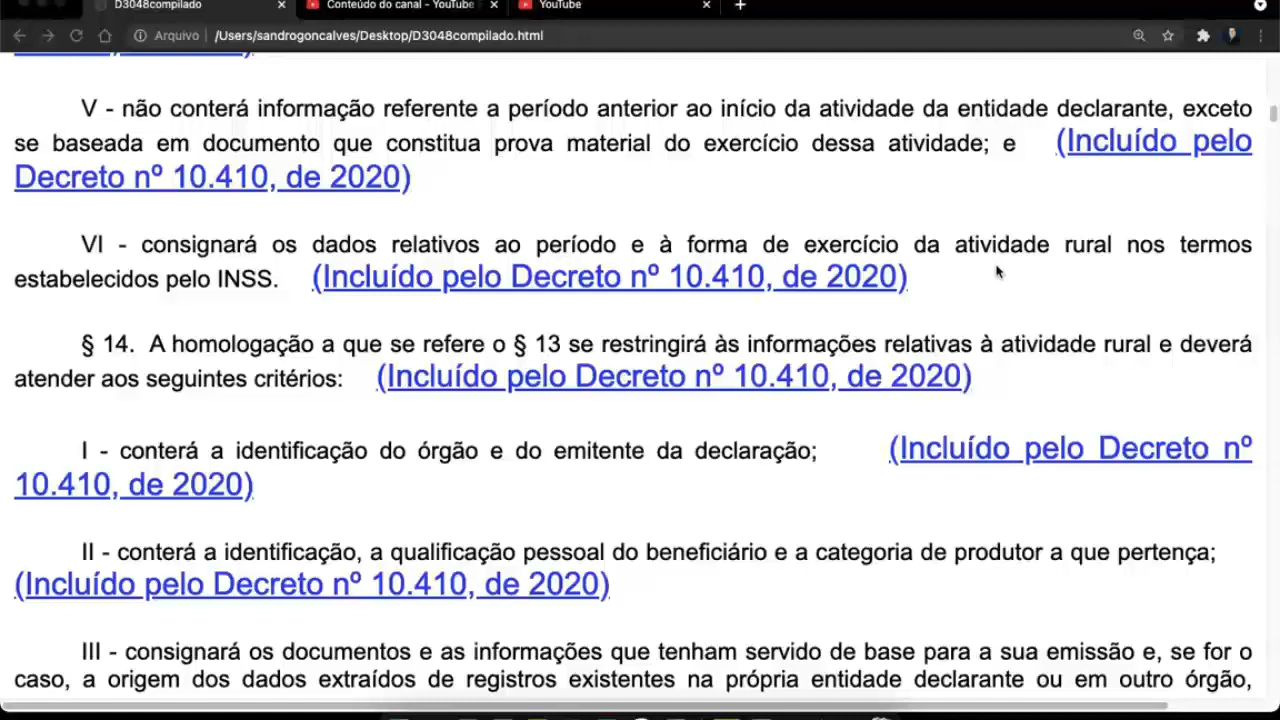 D3048compilado
Conteúdo do canal - YouTube
YouTube
Arquivo
/Users/sandrogoncalves/Desktop/D3048compilado.html
V - não conterá informação referente a período anterior ao início da atividade da entidade declarante, exceto
se baseada em documento que constitua prova material do exercício dessa atividade; e (Incluído pelo
Decreto nº 10.410, de 2020)
VI - consignará os dados relativos ao período e à forma de exercício da atividade rural nos termos
estabelecidos pelo INSS. (Incluído pelo Decreto nº 10.410, de 2020)
§ 14. A homologação a que se refere o § 13 se restringirá às informações relativas à atividade rural e deverá
atender aos seguintes critérios: (Incluído pelo Decreto nº 10.410, de 2020)
I - conterá a identificação do órgão e do emitente da declaração; (Incluído pelo Decreto nº
10.410, de 2020)
II - conterá a identificação, a qualificação pessoal do beneficiário e a categoria de produtor a que pertença;
(Incluído pelo Decreto nº 10.410, de 2020)
III - consignará os documentos e as informações que tenham servido de base para a sua emissão e, se for o
caso, a origem dos dados extraídos de registros existentes na própria entidade declarante ou em outro órgão,